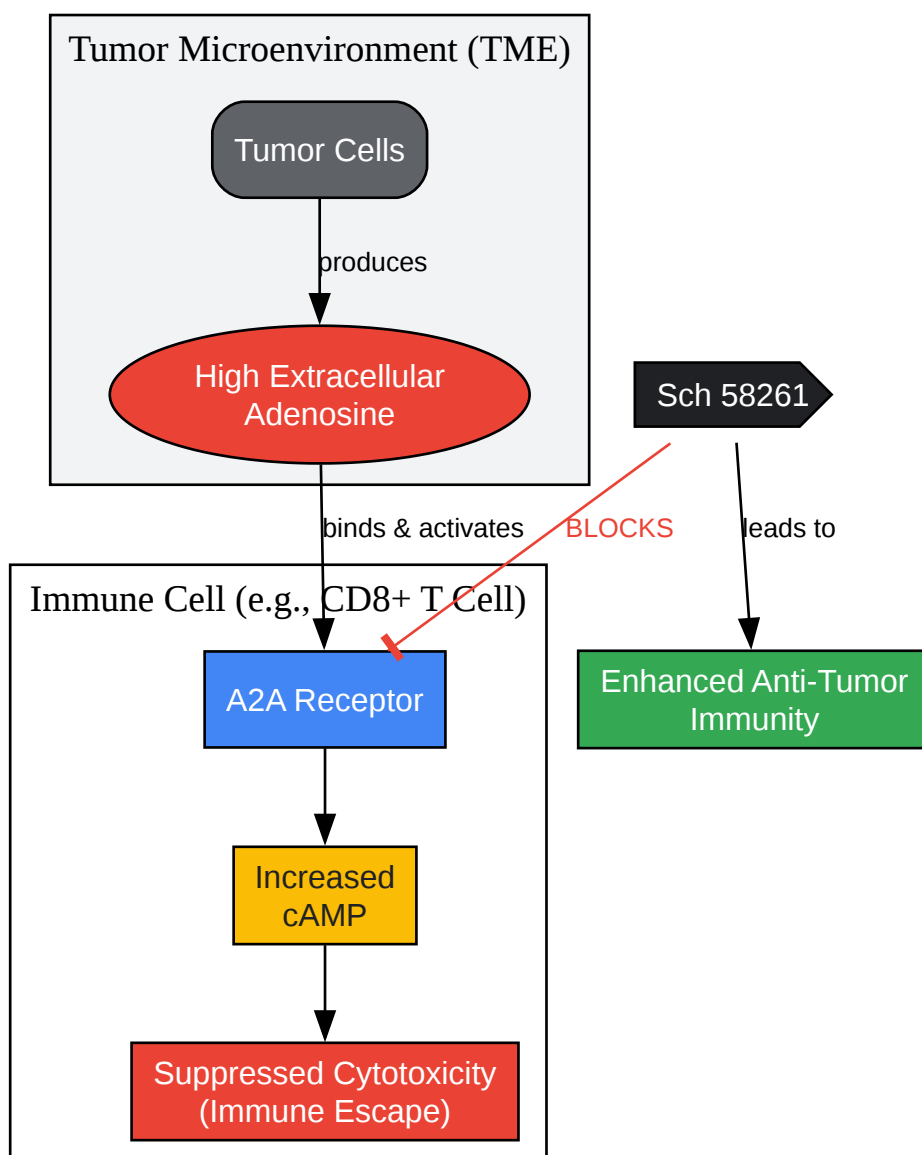 Tumor Microenvironment (TME)
Tumor Cells
produces
High Extracellular
Adenosine
Sch 58261
binds & activates
BLOCKS
leads to
Immune Cell (e.g., CD8+ T Cell)
A2A Receptor
Enhanced Anti-Tumor
Immunity
Increased
cAMP
Suppressed Cytotoxicity
(Immune Escape)